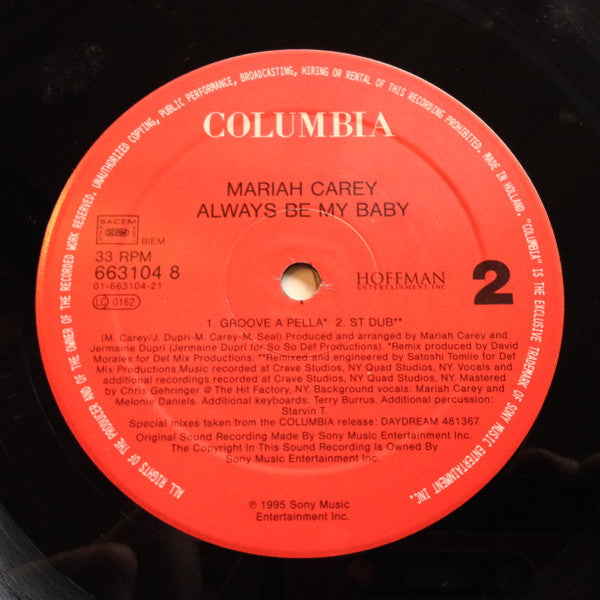 UNAUTHORIZED COPYING, PUBLIC PERFORMANCE, BROADCASTING, HIRING OR RENTAL OF THIS RECORDING PROHIBITED. MADE IN HOLLAND. "COLUMBIA" IS THE EXCLUSIVE TRADEMARK OF SONY MUSIC ENTERTAINMENT INC.
ALL RIGHTS OF THE PRODUCER AND OF THE OWNER OF THE RECORDED WORK RESERVED.
COLUMBIA
MARIAH CAREY
ALWAYS BE MY BABY
SACEM
SDRM
BIEM
33 RPM
663104 8
01-663104-21
LC 0162
HOFFMAN
ENTERTAINMENT INC
2
1. GROOVE A PELLA* 2. ST DUB**
(M. Carey/J. Dupri-M. Carey-M. Seal) Produced and arranged by Mariah Carey and
Jermaine Dupri (Jermaine Dupri for So So Def Productions). *Remix produced by David
Morales for Def Mix Productions. **Remixed and engineered by Satoshi Tomiie for Def
Mix Productions.Music recorded at Crave Studios, NY Quad Studios, NY. Vocals and
additional recordings recorded at Crave Studios, NY Quad Studios, NY. Mastered
by Chris Gehringer @ The Hit Factory, NY. Background vocals: Mariah Carey and
Melonie Daniels. Additional keyboards: Terry Burrus. Additional percussion:
Starvin T.
Special mixes taken from the COLUMBIA release: DAYDREAM 481367
Original Sound Recording Made By Sony Music Entertainment Inc.
The Copyright In This Sound Recording Is Owned By
Sony Music Entertainment Inc.
℗ 1995 Sony Music
Entertainment Inc.